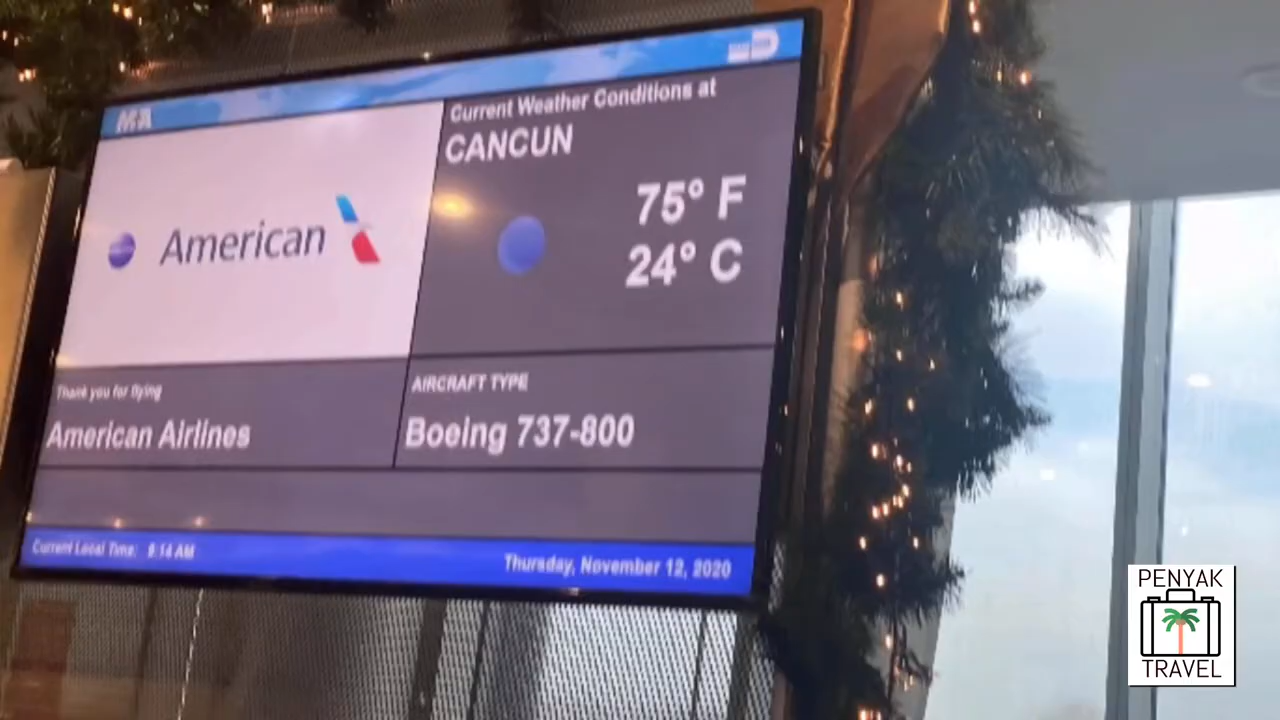 American
Current Weather Conditions at
CANCUN
75° F
24° C
Thank you for flying
American Airlines
AIRCRAFT TYPE
Boeing 737-800
Current Local Time: 9:14 AM
Thursday, November 12, 2020
PENYAK
TRAVEL